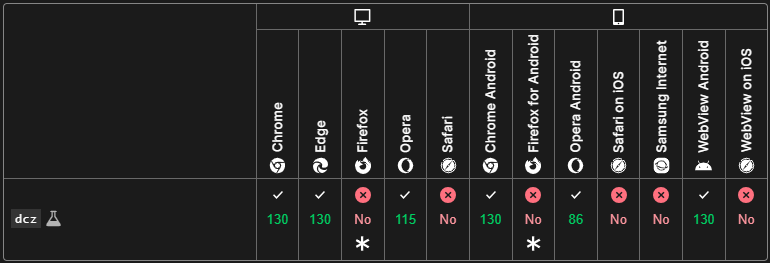 Chrome
Edge
Firefox
Opera
Safari
Chrome Android
Firefox for Android
Opera Android
Safari on iOS
Samsung Internet
WebView Android
WebView on iOS
dcz 130 130 No 115 No 130 No 86 No No 130 No
* *